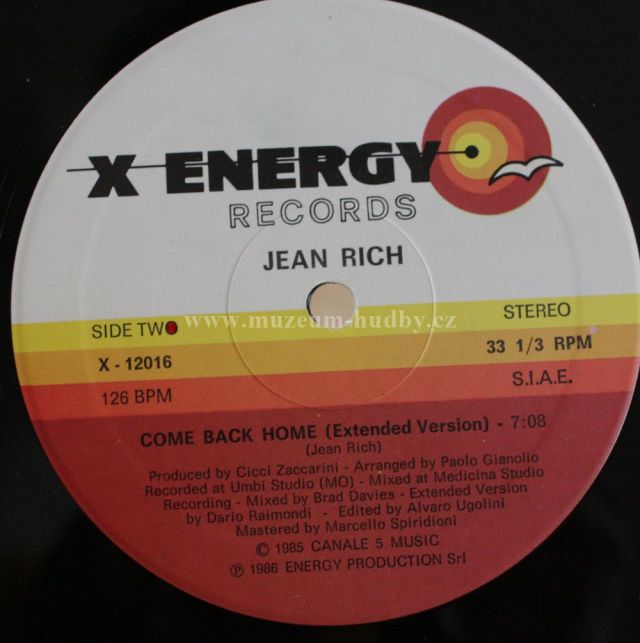 X ENERGY
RECORDS
JEAN RICH
www.muzeum-hudby.cz
SIDE TWO
X - 12016
126 BPM
STEREO
33 1/3 RPM
S.I.A.E.
COME BACK HOME (Extended Version) - 7:08
(Jean Rich)
Produced by Cicci Zaccarini - Arranged by Paolo Gianolio
Recorded at Umbi Studio (MO) - Mixed at Medicina Studio
Recording - Mixed by Brad Davies - Extended Version
by Dario Raimondi - Edited by Alvaro Ugolini
Mastered by Marcello Spiridioni
© 1985 CANALE 5 MUSIC
℗ 1986 ENERGY PRODUCTION Srl